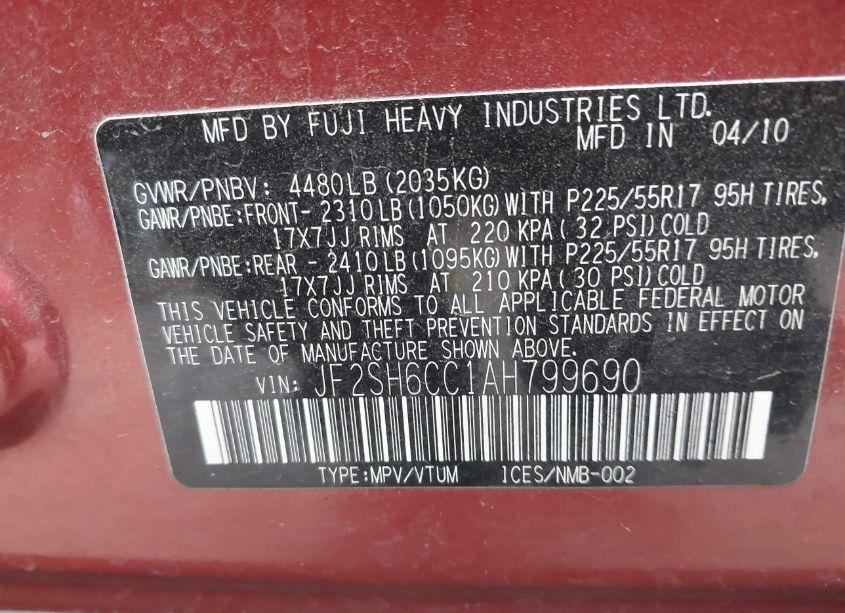 MFD BY FUJI HEAVY INDUSTRIES LTD.
MFD IN 04/10
GVWR/PNBV: 4480LB (2035KG)
GAWR/PNBE:FRONT- 2310LB(1050KG)WITH P225/55R17 95H TIRES,
17X7JJ RIMS AT 220 KPA( 32 PSI)COLD
GAWR/PNBE:REAR - 2410LB(1095KG)WITH P225/55R17 95H TIRES,
17X7JJ RIMS AT 210 KPA( 30 PSI)COLD
THIS VEHICLE CONFORMS TO ALL APPLICABLE FEDERAL MOTOR
VEHICLE SAFETY AND THEFT PREVENTION STANDARDS IN EFFECT ON
THE DATE OF MANUFACTURE SHOWN ABOVE.
VIN: JF2SH6CC1AH799690
TYPE:MPV/VTUM ICES/NMB-002